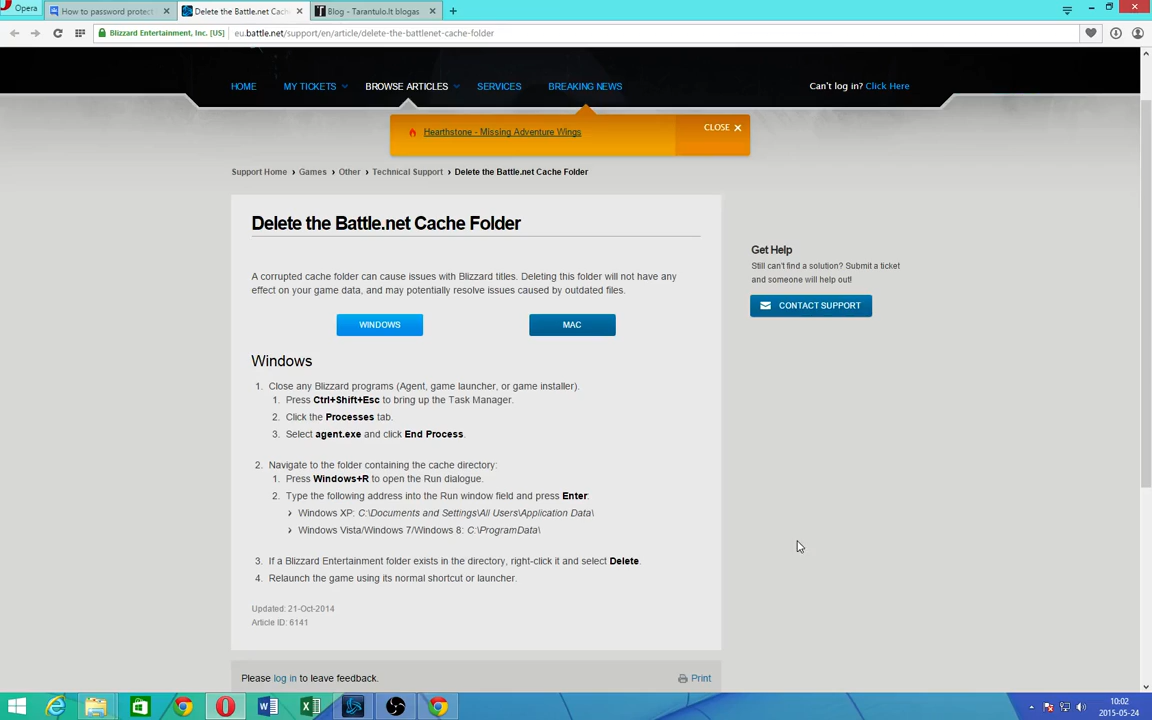 Opera
How to password protect
Delete the Battle.net Cach
Blog - Tarantulo.lt blogas
Blizzard Entertainment, Inc. [US]
eu.battle.net/support/en/article/delete-the-battlenet-cache-folder
HOME
MY TICKETS
BROWSE ARTICLES
SERVICES
BREAKING NEWS
Can't log in? Click Here
Hearthstone - Missing Adventure Wings
CLOSE
Support Home › Games › Other › Technical Support › Delete the Battle.net Cache Folder
Delete the Battle.net Cache Folder
A corrupted cache folder can cause issues with Blizzard titles. Deleting this folder will not have any
effect on your game data, and may potentially resolve issues caused by outdated files.
WINDOWS
MAC
Windows
1. Close any Blizzard programs (Agent, game launcher, or game installer).
1. Press Ctrl+Shift+Esc to bring up the Task Manager.
2. Click the Processes tab.
3. Select agent.exe and click End Process.
2. Navigate to the folder containing the cache directory:
1. Press Windows+R to open the Run dialogue.
2. Type the following address into the Run window field and press Enter:
› Windows XP: C:\Documents and Settings\All Users\Application Data\
› Windows Vista/Windows 7/Windows 8: C:\ProgramData\
3. If a Blizzard Entertainment folder exists in the directory, right-click it and select Delete.
4. Relaunch the game using its normal shortcut or launcher.
Updated: 21-Oct-2014
Article ID: 6141
Get Help
Still can't find a solution? Submit a ticket
and someone will help out!
CONTACT SUPPORT
Please log in to leave feedback.
Print
10:02
2015-05-24